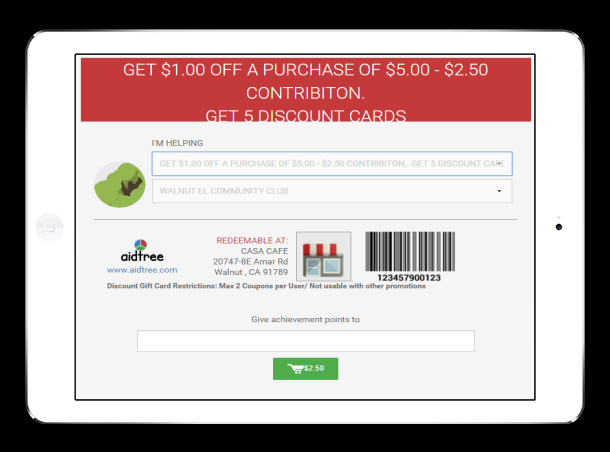 GET $1.00 OFF A PURCHASE OF $5.00 - $2.50
CONTRIBITON.
GET 5 DISCOUNT CARDS
I'M HELPING
GET $1.00 OFF A PURCHASE OF $5.00 - $2.50 CONTRIBITON.. GET 5 DISCOUNT CARD
WALNUT EL COMMUNITY CLUB
aidtree
www.aidtree.com
REDEEMABLE AT:
CASA CAFE
20747-8E Amar Rd
Walnut , CA 91789
123457900123
Discount Gift Card Restrictions: Max 2 Coupons per User/ Not usable with other promotions
Give achievement points to
$2.50